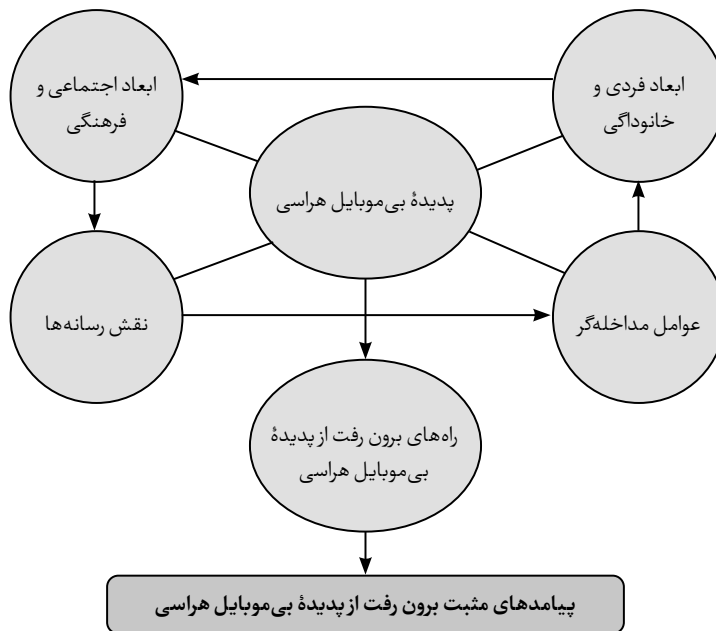 ابعاد فردی و
خانوداگی
ابعاد اجتماعی و
فرهنگی
پدیدهٔ بی‌موبایل هراسی
عوامل مداخله‌گر
نقش رسانه‌ها
راه‌های برون رفت از پدیدهٔ
بی‌موبایل هراسی
پیامدهای مثبت برون رفت از پدیدهٔ بی‌موبایل هراسی